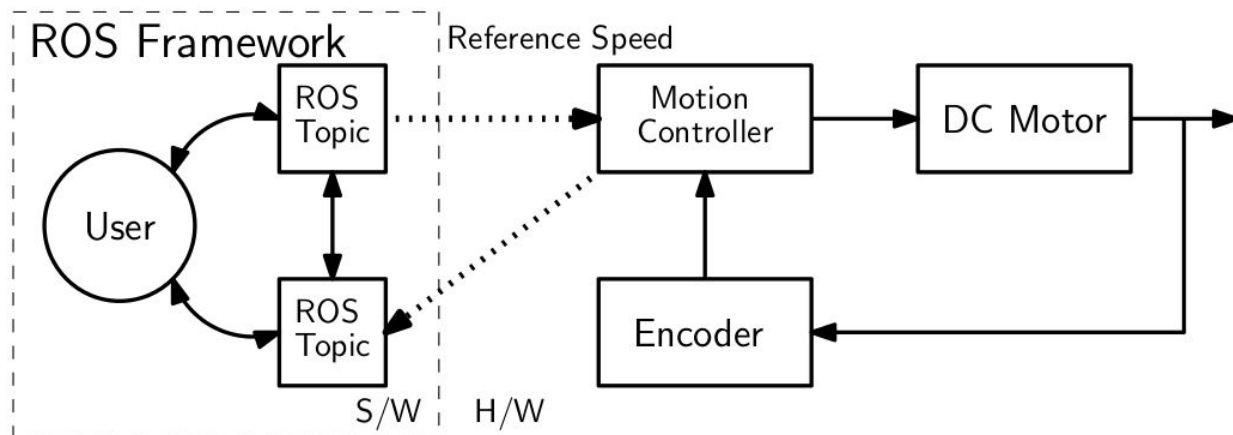 ROS Framework
Reference Speed
ROS
Topic
Motion
Controller
DC Motor
User
ROS
Topic
Encoder
S/W
H/W